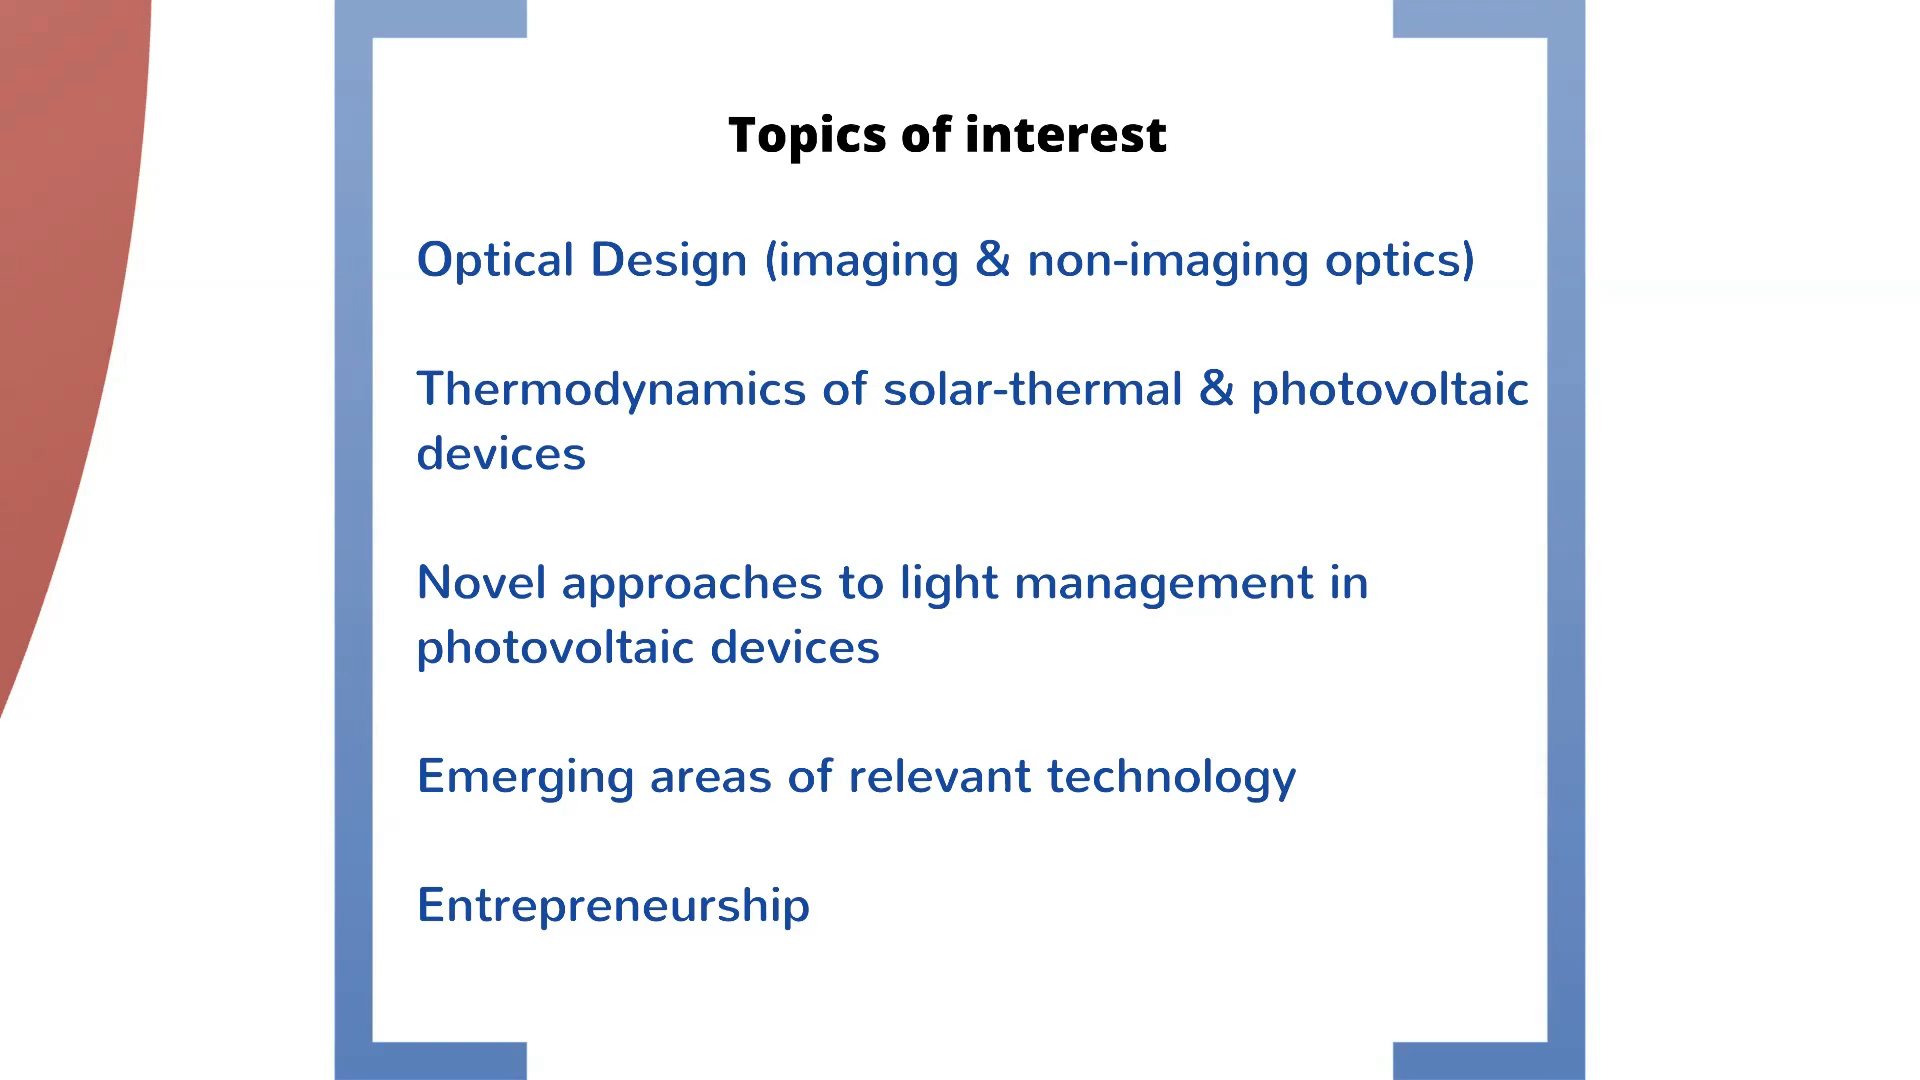 Topics of interest
Optical Design (imaging & non-imaging optics)
Thermodynamics of solar-thermal & photovoltaic
devices
Novel approaches to light management in
photovoltaic devices
Emerging areas of relevant technology
Entrepreneurship